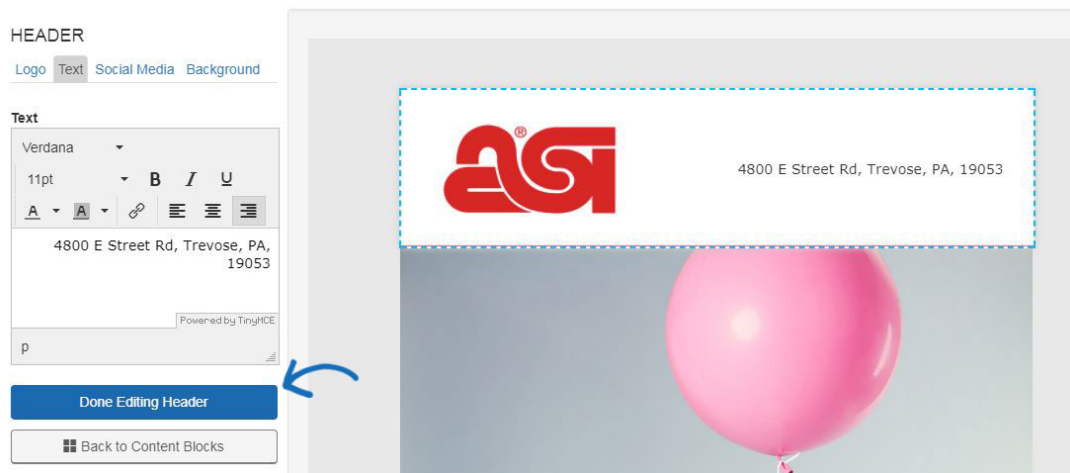 HEADER
Logo Text Social Media Background
Text
Verdana
11pt B I U
A A
4800 E Street Rd, Trevose, PA,
19053
Powered by TinyMCE
p
Done Editing Header
Back to Content Blocks
asi®
4800 E Street Rd, Trevose, PA, 19053